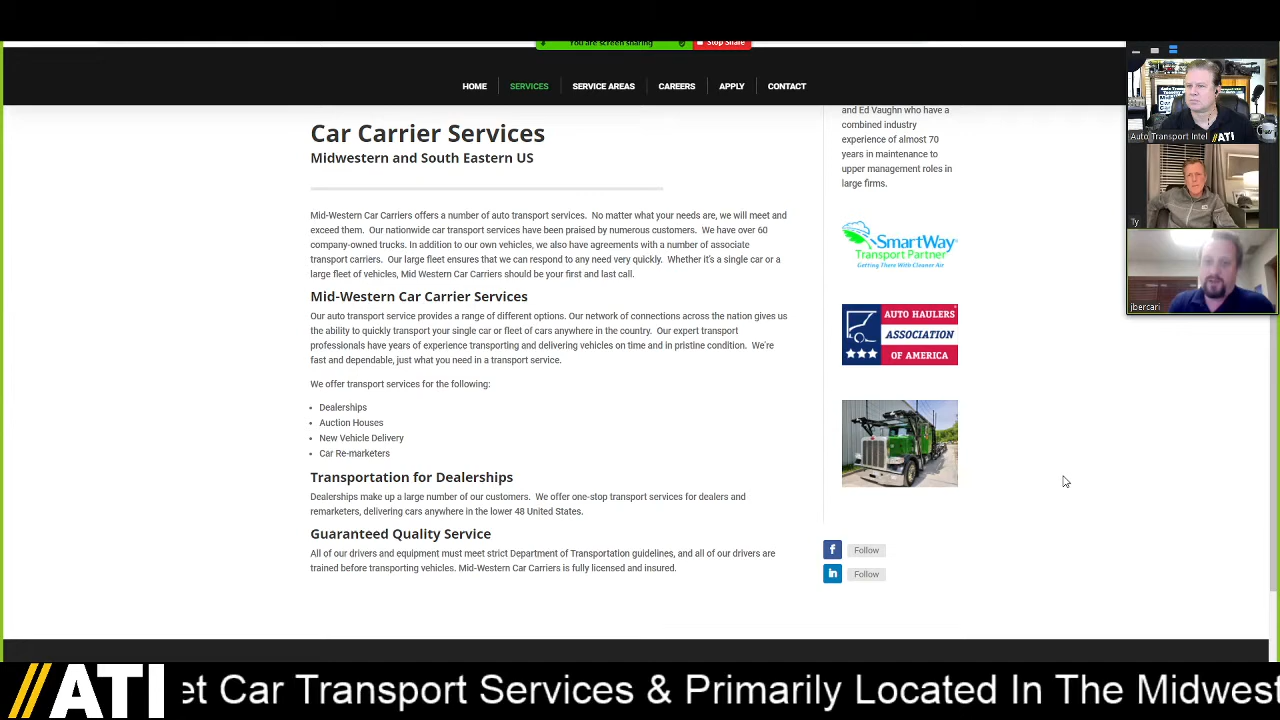 You are screen sharing Stop Share
HOME SERVICES SERVICE AREAS CAREERS APPLY CONTACT
Car Carrier Services
Midwestern and South Eastern US
Mid-Western Car Carriers offers a number of auto transport services. No matter what your needs are, we will meet and
exceed them. Our nationwide car transport services have been praised by numerous customers. We have over 60
company-owned trucks. In addition to our own vehicles, we also have agreements with a number of associate
transport carriers. Our large fleet ensures that we can respond to any need very quickly. Whether it's a single car or a
large fleet of vehicles, Mid Western Car Carriers should be your first and last call.
Mid-Western Car Carrier Services
Our auto transport service provides a range of different options. Our network of connections across the nation gives us
the ability to quickly transport your single car or fleet of cars anywhere in the country. Our expert transport
professionals have years of experience transporting and delivering vehicles on time and in pristine condition. We're
fast and dependable, just what you need in a transport service.
We offer transport services for the following:
• Dealerships
• Auction Houses
• New Vehicle Delivery
• Car Re-marketers
Transportation for Dealerships
Dealerships make up a large number of our customers. We offer one-stop transport services for dealers and
remarketers, delivering cars anywhere in the lower 48 United States.
Guaranteed Quality Service
All of our drivers and equipment must meet strict Department of Transportation guidelines, and all of our drivers are
trained before transporting vehicles. Mid-Western Car Carriers is fully licensed and insured.
and Ed Vaughn who have a
combined industry
experience of almost 70
years in maintenance to
upper management roles in
large firms.
SmartWay
Transport Partner
Getting There With Cleaner Air
AUTO HAULERS
ASSOCIATION
OF AMERICA
f Follow
in Follow
Auto Transport Intel
//ATI
Ty
jbercari
//ATI et Car Transport Services & Primarily Located In The Midwest